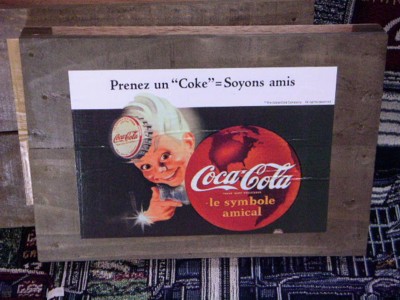 Prenez un "Coke"=Soyons amis
Coca-Cola
Coca-Cola
-le symbole
amical